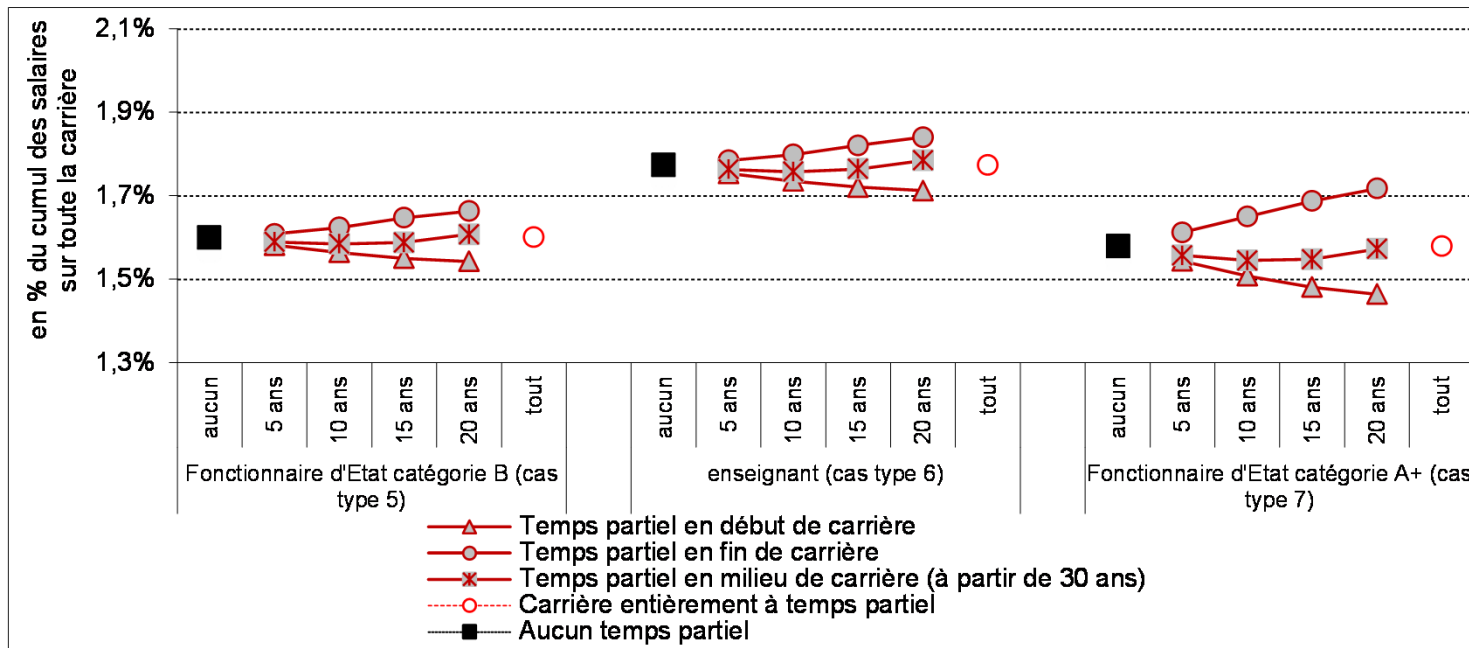 en % du cumul des salaires
sur toute la carrière
2,1%
1,9%
1,7%
1,5%
1,3%
aucun
5 ans
10 ans
15 ans
20 ans
tout
aucun
5 ans
10 ans
15 ans
20 ans
tout
aucun
5 ans
10 ans
15 ans
20 ans
tout
Fonctionnaire d'Etat catégorie B (cas
type 5)
enseignant (cas type 6)
Fonctionnaire d'Etat catégorie A+ (cas
type 7)
Temps partiel en début de carrière
Temps partiel en fin de carrière
Temps partiel en milieu de carrière (à partir de 30 ans)
Carrière entièrement à temps partiel
Aucun temps partiel